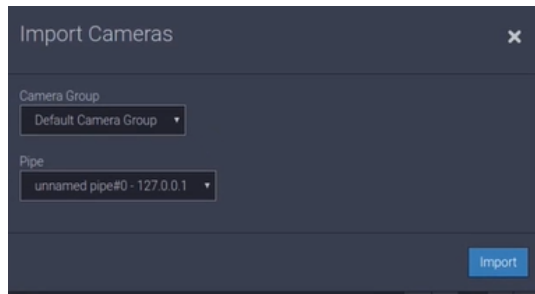 Import Cameras
Camera Group
Default Camera Group
Pipe
unnamed pipe#0 - 127.0.0.1
Import